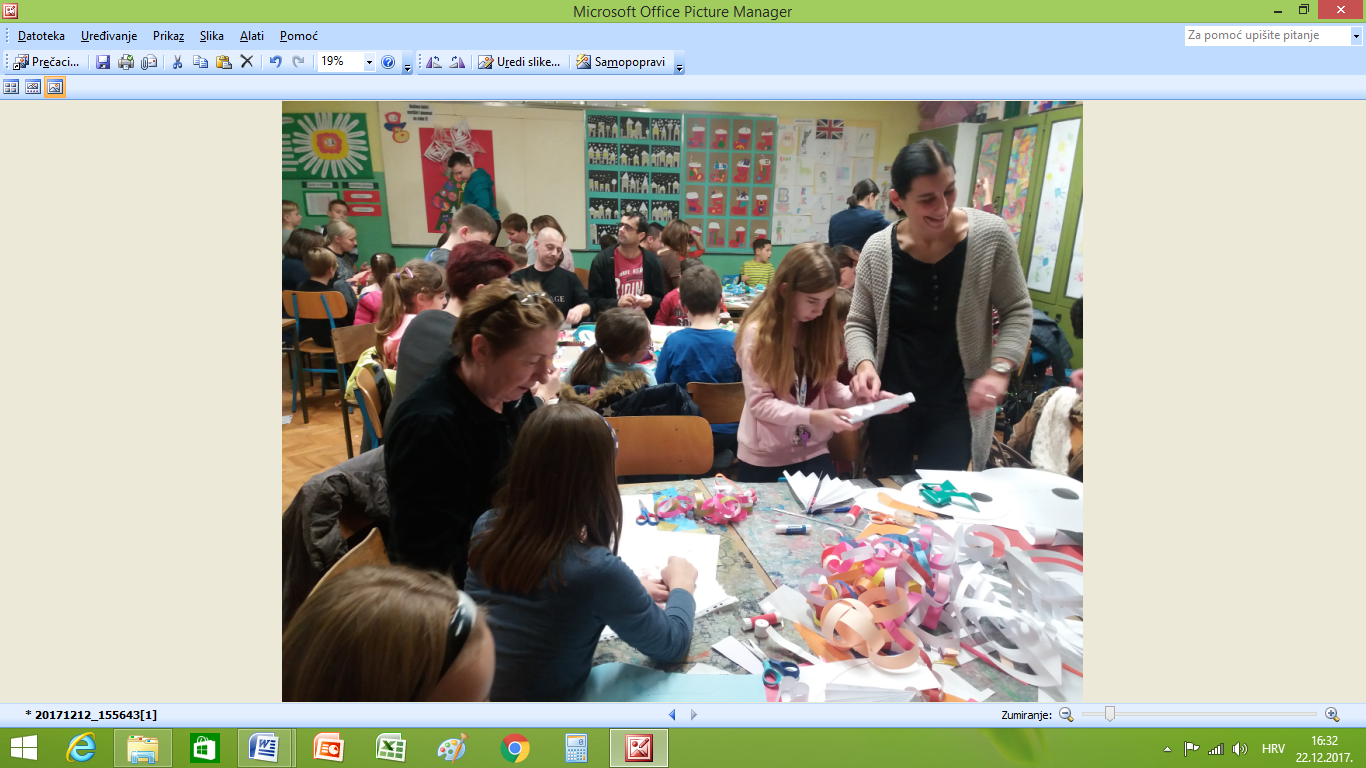 Microsoft Office Picture Manager
Datoteka Uređivanje Prikaz Slika Alati Pomoć
Za pomoć upišite pitanje
Prečaci... 19% Uredi slike... Samopopravi
* 20171212_155643[1]
Zumiranje:
HRV
16:32
22.12.2017.